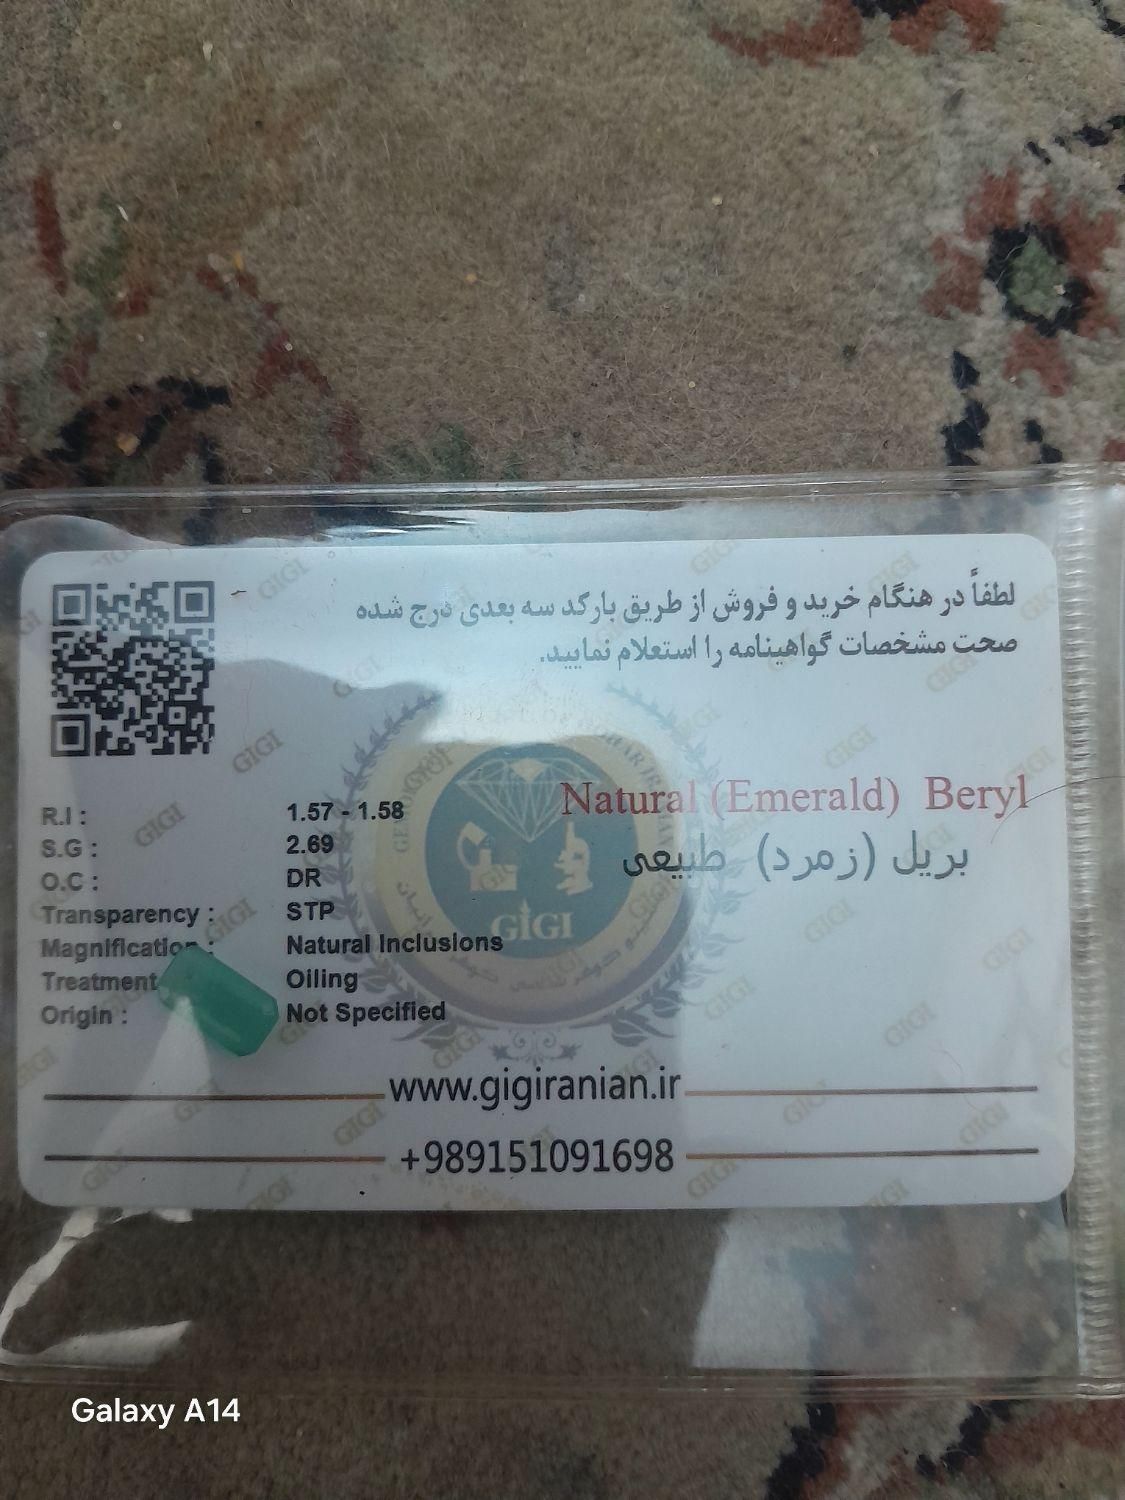 لطفاً در هنگام خرید و فروش از طریق بارکد سه بعدی درج شده
صحت مشخصات گواهینامه را استعلام نمایید.
Natural (Emerald) Beryl
بریل (زمرد) طبیعی
R.I : 1.57 - 1.58
S.G : 2.69
O.C : DR
Transparency : STP
Magnification : Natural Inclusions
Treatment Oiling
Origin : Not Specified
GIGI
www.gigiranian.ir
+989151091698
Galaxy A14